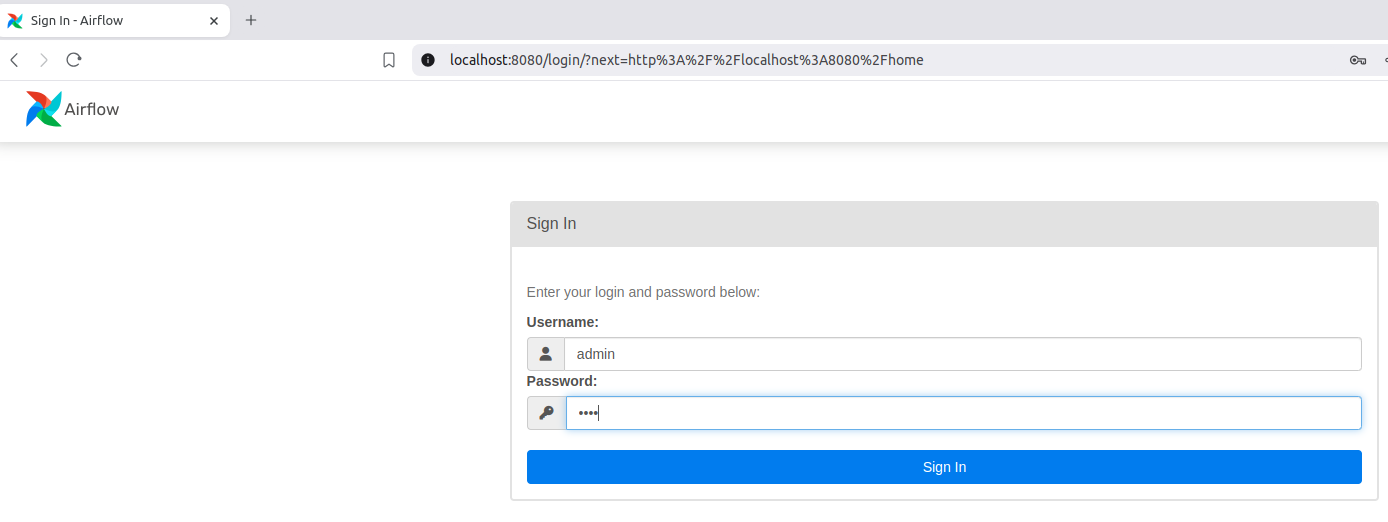 Sign In - Airflow
localhost:8080/login/?next=http%3A%2F%2Flocalhost%3A8080%2Fhome
Airflow
Sign In
Enter your login and password below:
Username:
admin
Password:
••••
Sign In